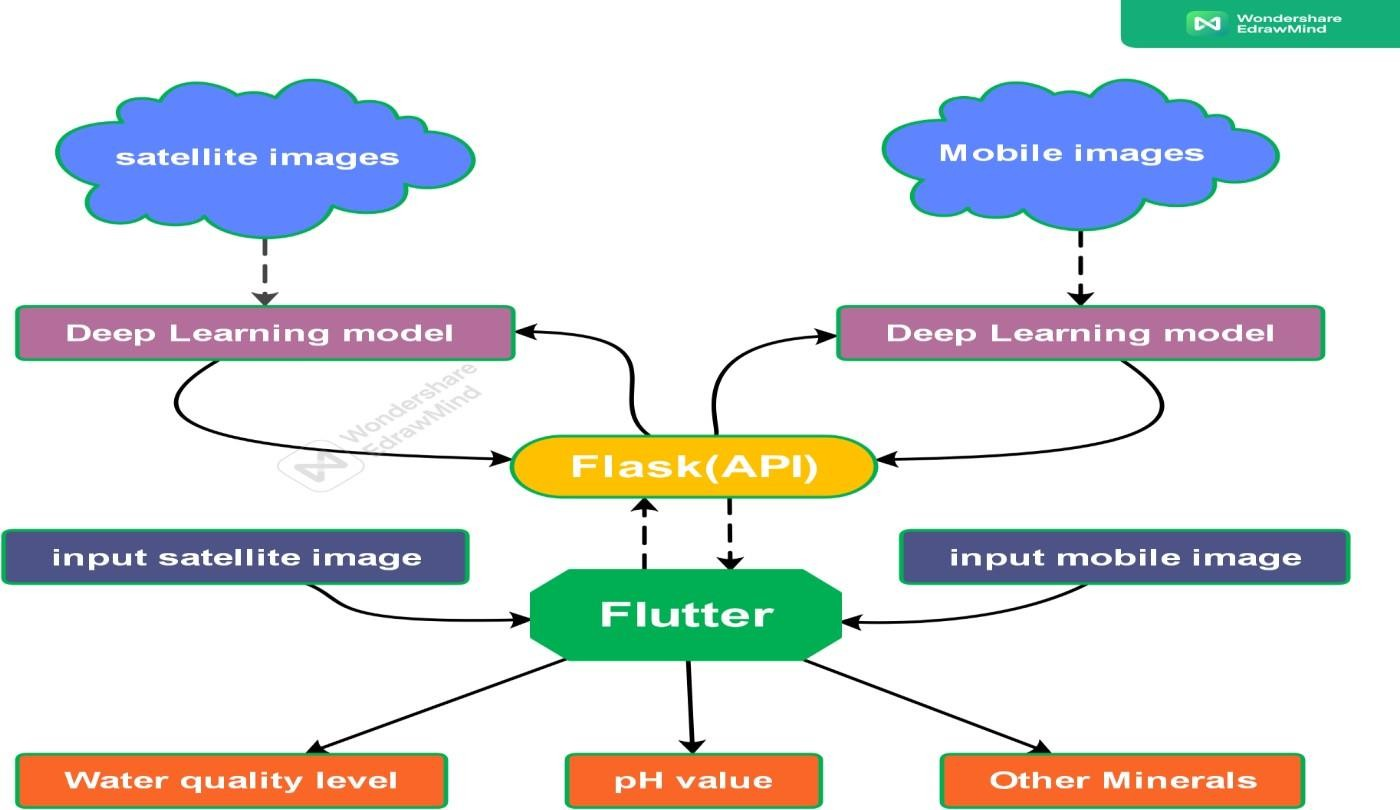 Wondershare
EdrawMind
satellite images
Mobile images
Deep Learning model
Deep Learning model
Wondershare
EdrawMind
Flask(API)
input satellite image
input mobile image
Flutter
Water quality level
pH value
Other Minerals